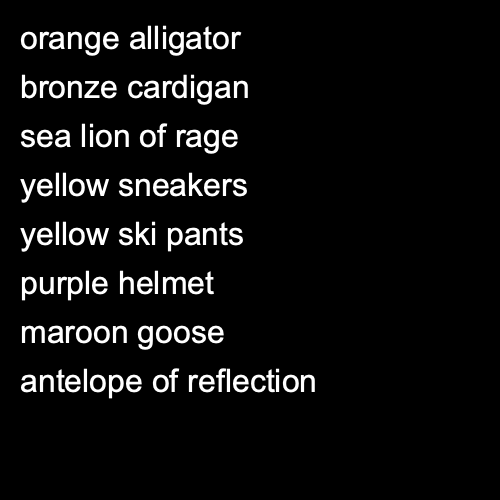 orange alligator
bronze cardigan
sea lion of rage
yellow sneakers
yellow ski pants
purple helmet
maroon goose
antelope of reflection